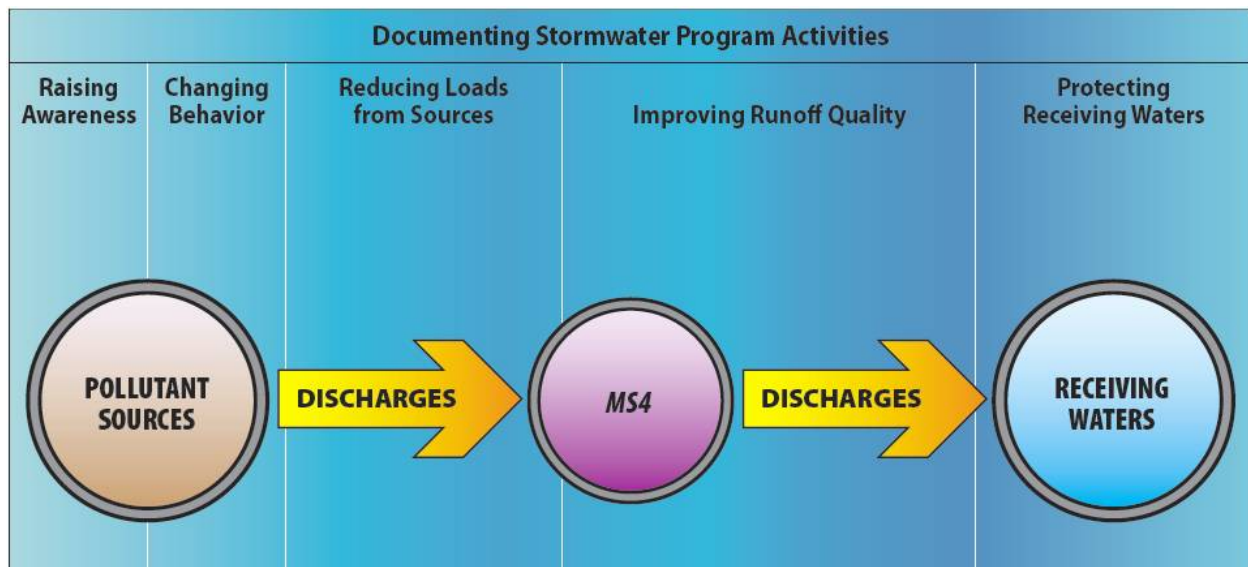 Documenting Stormwater Program Activities
Raising
Awareness
Changing
Behavior
Reducing Loads
from Sources
Improving Runoff Quality
Protecting
Receiving Waters
POLLUTANT
SOURCES
DISCHARGES
MS4
DISCHARGES
RECEIVING
WATERS